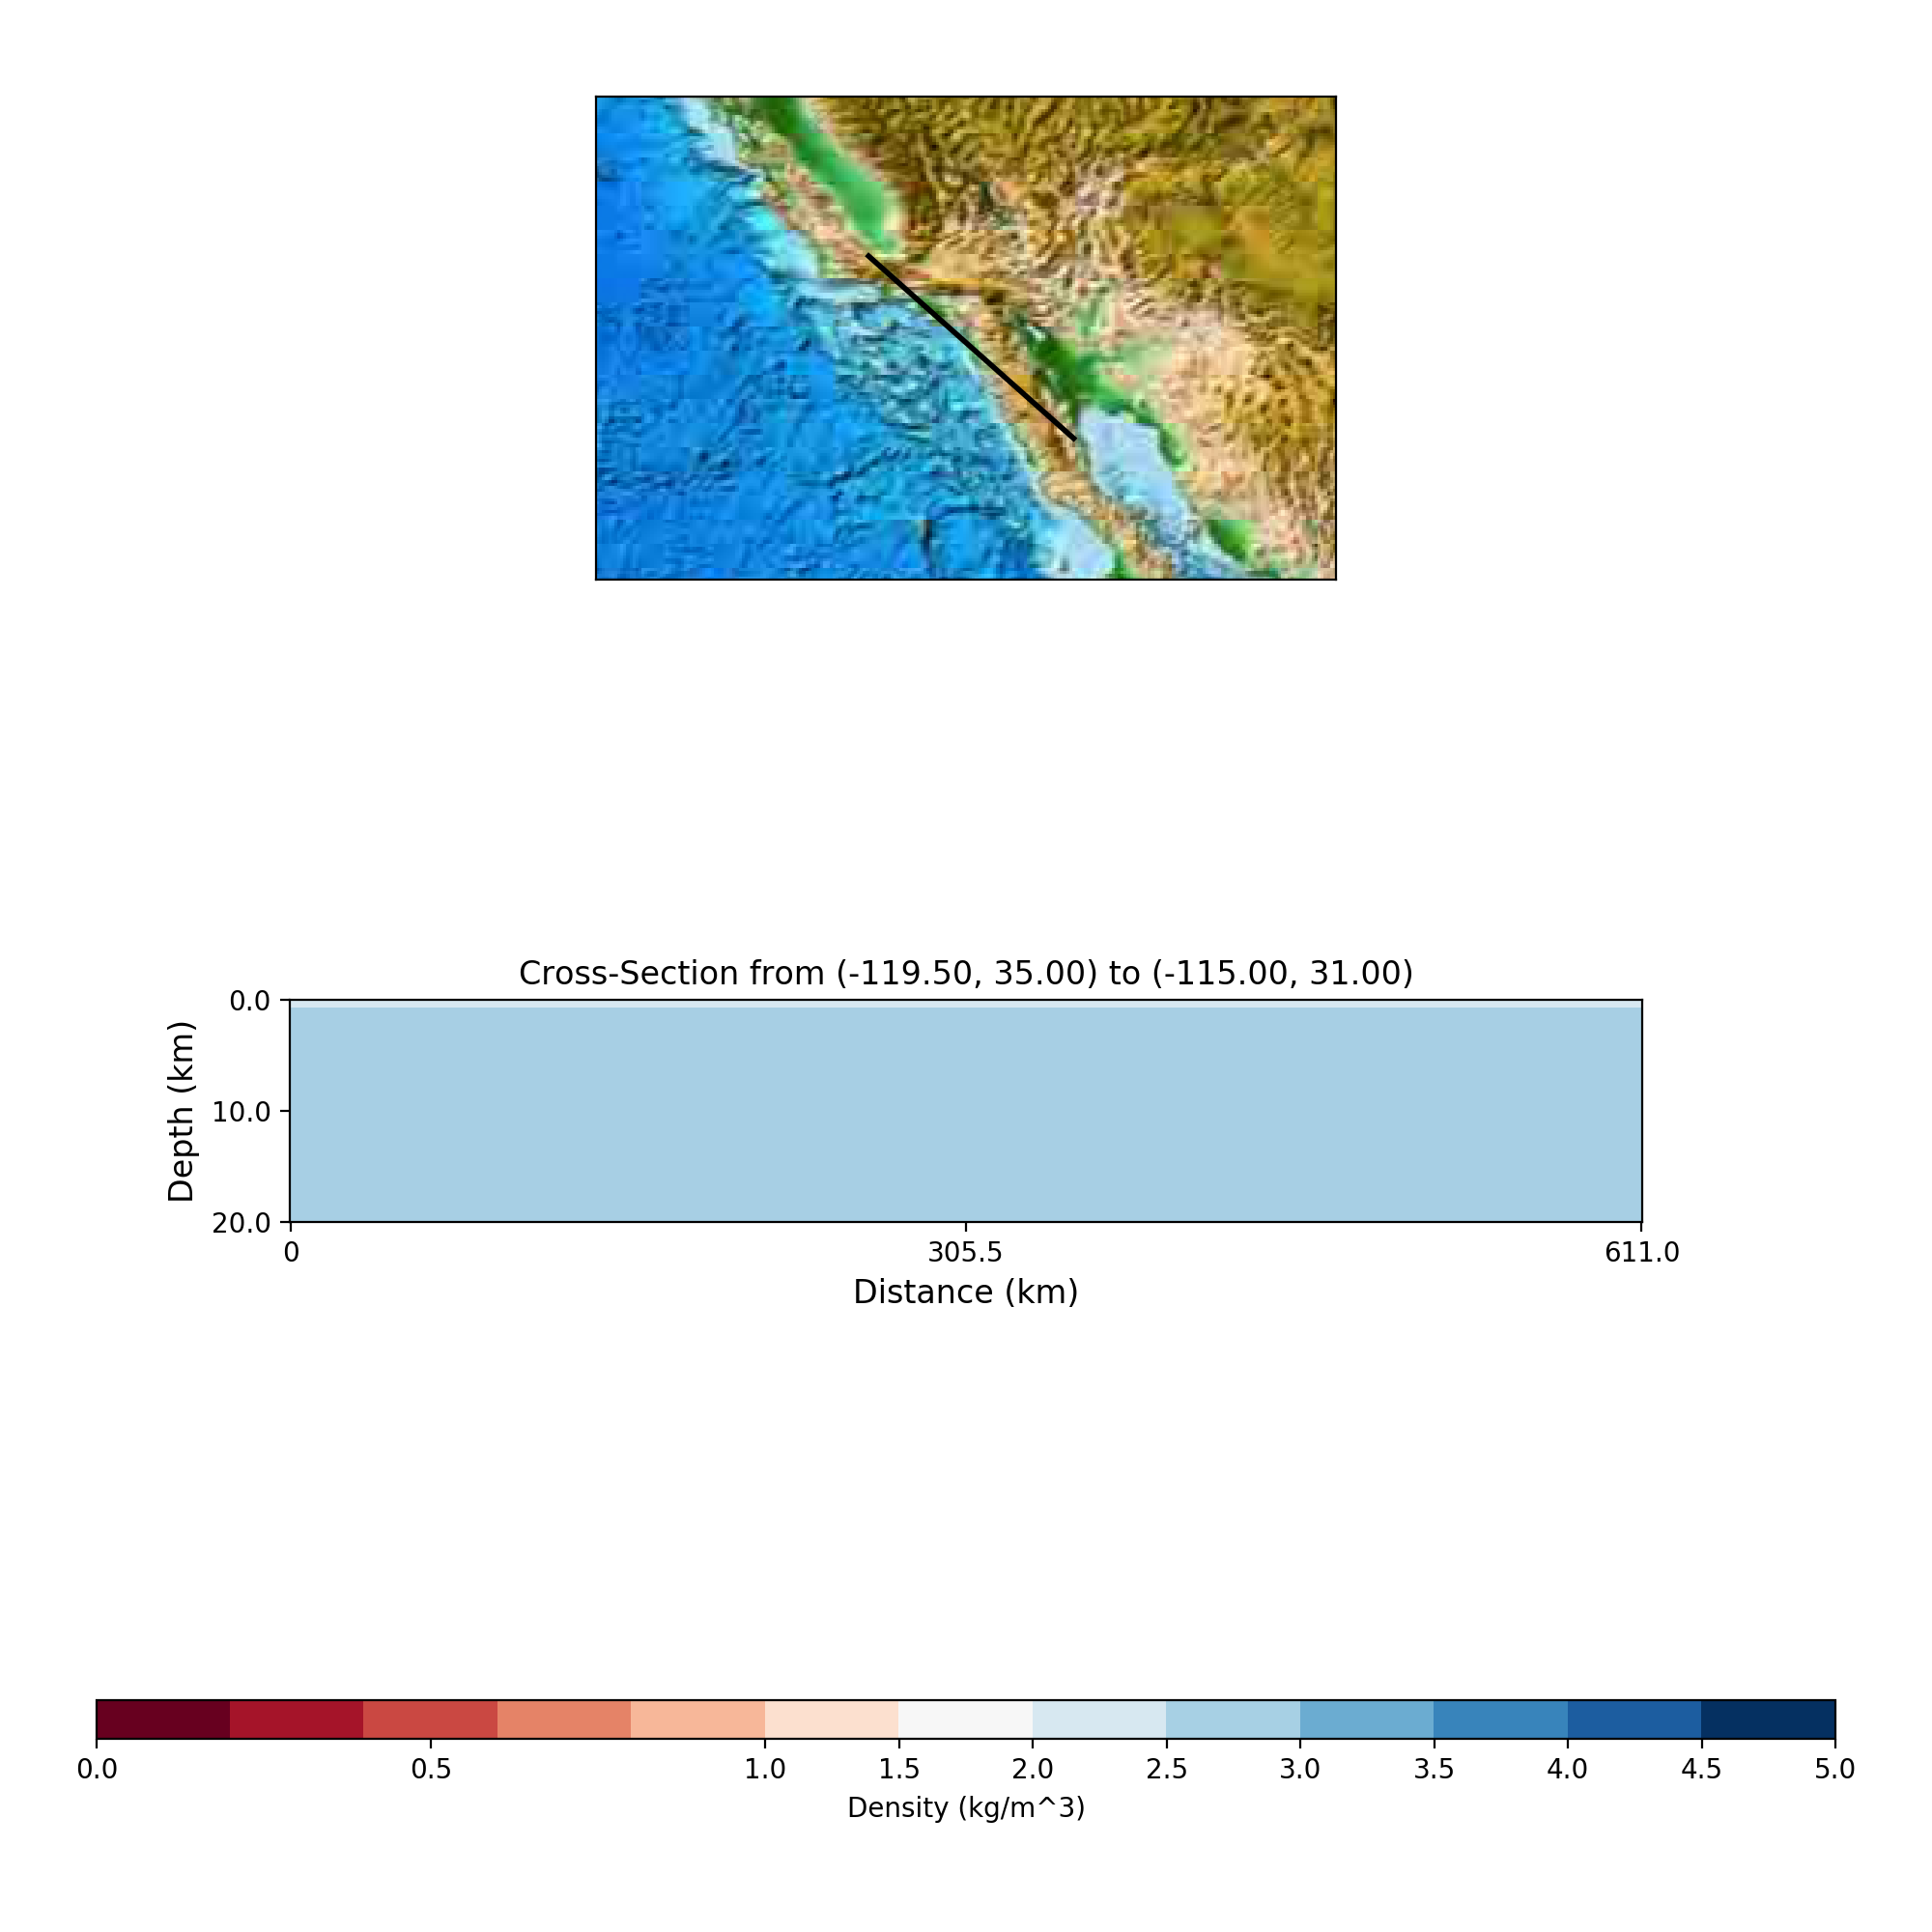 Cross-Section from (-119.50, 35.00) to (-115.00, 31.00)
0.0
10.0
20.0
Depth (km)
0 305.5 611.0
Distance (km)
0.0 0.5 1.0 1.5 2.0 2.5 3.0 3.5 4.0 4.5 5.0
Density (kg/m^3)